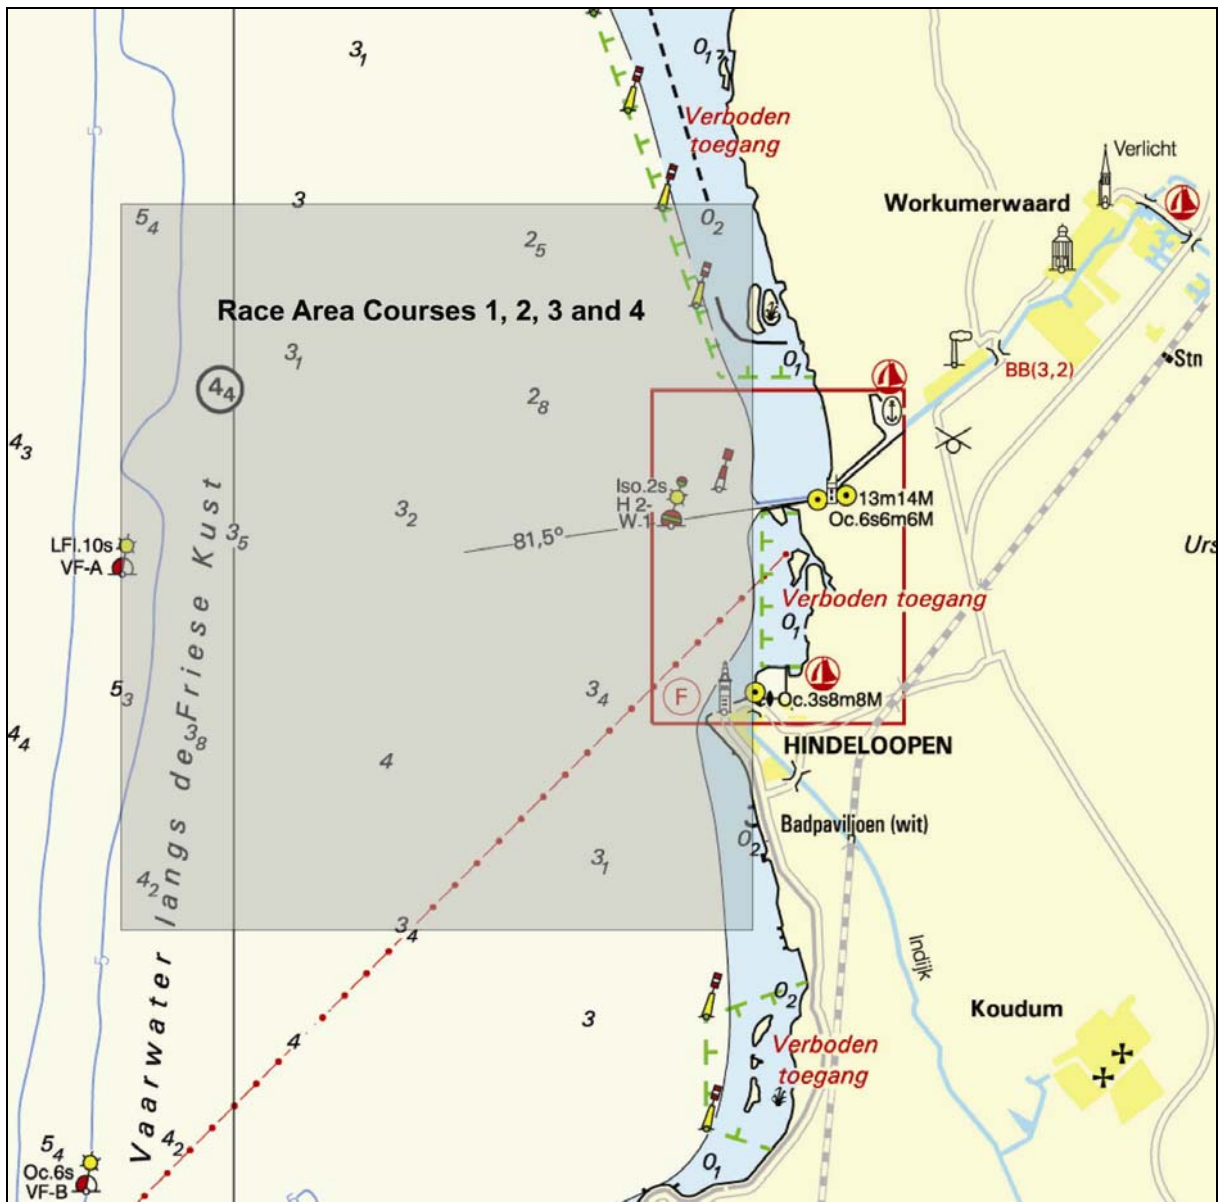 3₁
0₁
5
Verboden
toegang
Verlicht
3
Workumerwaard
5₄
0₂
2₅
Race Area Courses 1, 2, 3 and 4
3₁
0₁
Stn
BB(3,2)
4₄
2₈
4₃
Iso.2s
H 2-
W.1
13m14M
Oc.6s6m6M
3₂
3₅
81,5°
LFl.10s
VF-A
Urs
Verboden toegang
0₁
5₃
3₄
F
Oc.3s8m8M
4₄
3₈
HINDELOOPEN
4
Badpaviljoen (wit)
0₂
3₁
4₂
3₄
Vaarwater langs de Friese Kust
5
Indijk
0₂
Koudum
3
4
Verboden
toegang
4₂
5₄
Oc.6s
VF-B
0₁
5